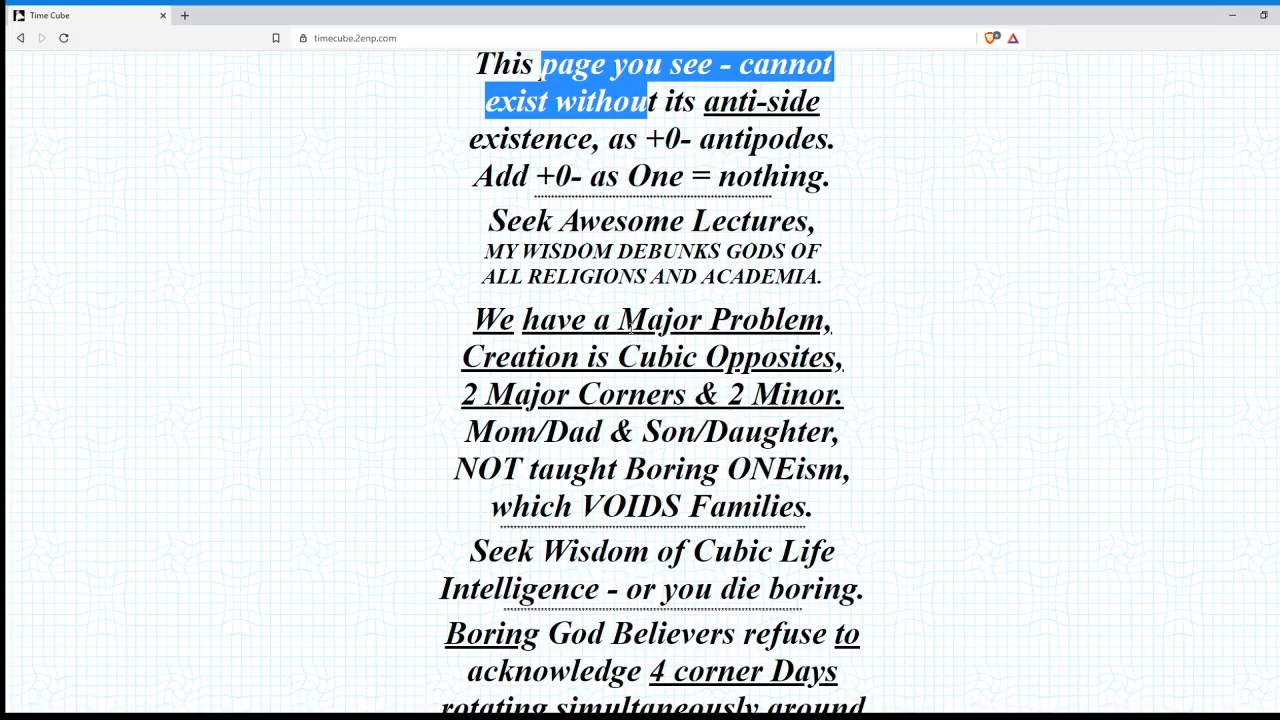 Time Cube
timecube.2enp.com
This page you see - cannot
exist without its anti-side
existence, as +0- antipodes.
Add +0- as One = nothing.
Seek Awesome Lectures,
MY WISDOM DEBUNKS GODS OF
ALL RELIGIONS AND ACADEMIA.
We have a Major Problem,
Creation is Cubic Opposites,
2 Major Corners & 2 Minor.
Mom/Dad & Son/Daughter,
NOT taught Boring ONEism,
which VOIDS Families.
Seek Wisdom of Cubic Life
Intelligence - or you die boring.
Boring God Believers refuse to
acknowledge 4 corner Days
rotating simultaneously around